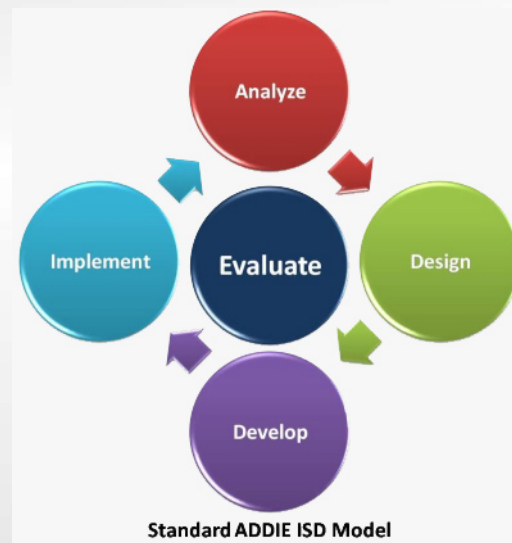 Analyze
Implement
Evaluate
Design
Develop
Standard ADDIE ISD Model